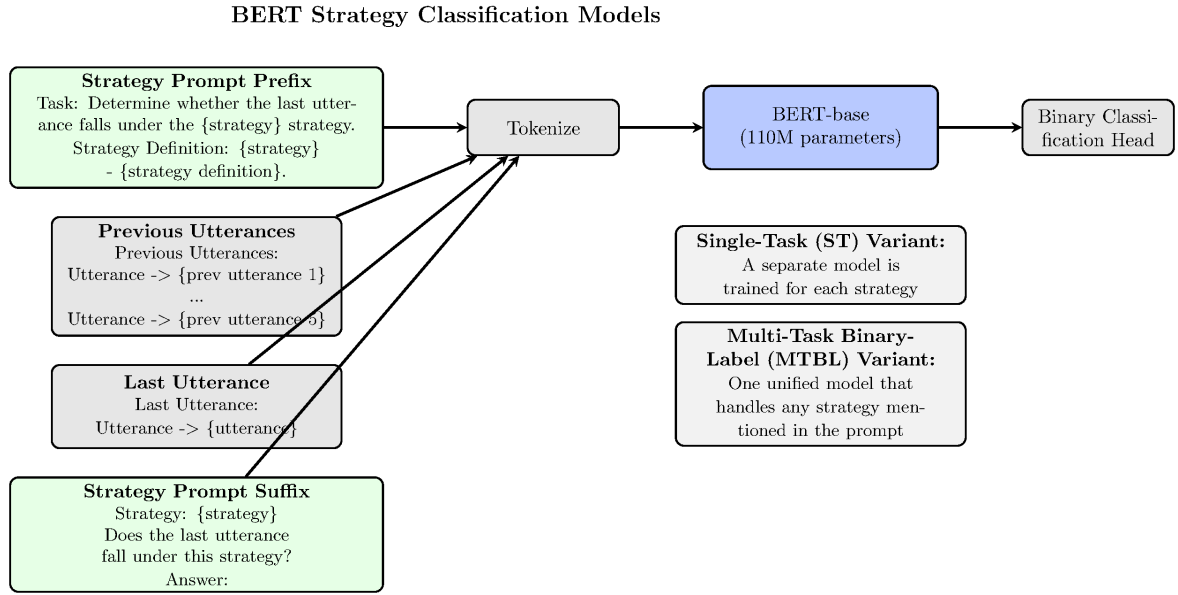 BERT Strategy Classification Models
Strategy Prompt Prefix
Task: Determine whether the last utter-
ance falls under the {strategy} strategy.
Strategy Definition: {strategy}
- {strategy definition}.
Tokenize
BERT-base
(110M parameters)
Binary Classi-
fication Head
Previous Utterances
Previous Utterances:
Utterance -> {prev utterance 1}
...
Utterance -> {prev utterance 5}
Single-Task (ST) Variant:
A separate model is
trained for each strategy
Multi-Task Binary-
Label (MTBL) Variant:
One unified model that
handles any strategy men-
tioned in the prompt
Last Utterance
Last Utterance:
Utterance -> {utterance}
Strategy Prompt Suffix
Strategy: {strategy}
Does the last utterance
fall under this strategy?
Answer: